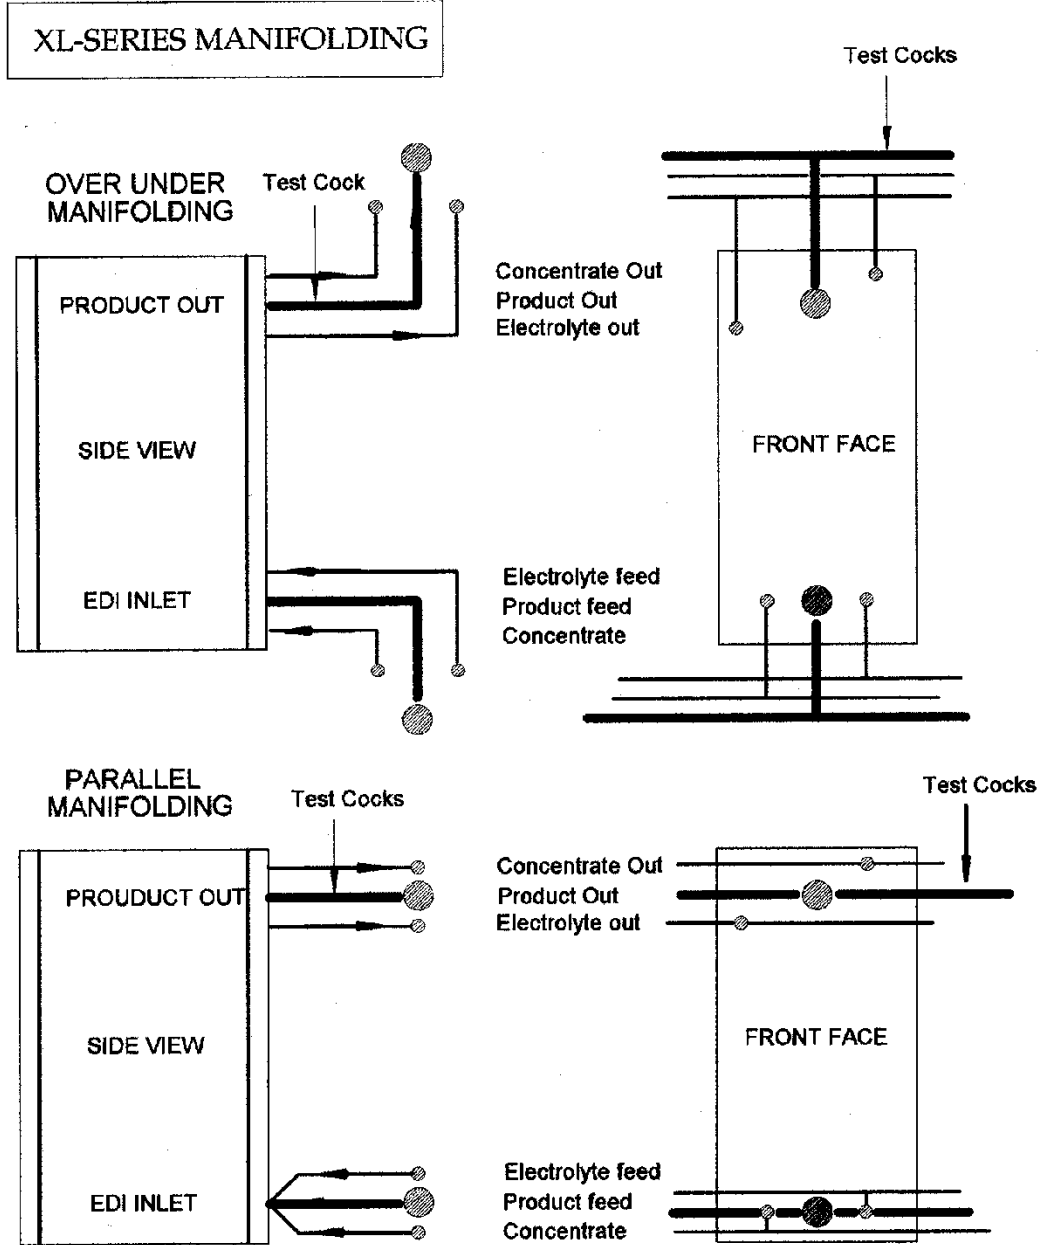 XL-SERIES MANIFOLDING
Test Cocks
OVER UNDER
MANIFOLDING
Test Cock
PRODUCT OUT
SIDE VIEW
EDI INLET
Concentrate Out
Product Out
Electrolyte out
FRONT FACE
Electrolyte feed
Product feed
Concentrate
PARALLEL
MANIFOLDING
Test Cocks
Test Cocks
PROUDUCT OUT
SIDE VIEW
EDI INLET
Concentrate Out
Product Out
Electrolyte out
FRONT FACE
Electrolyte feed
Product feed
Concentrate